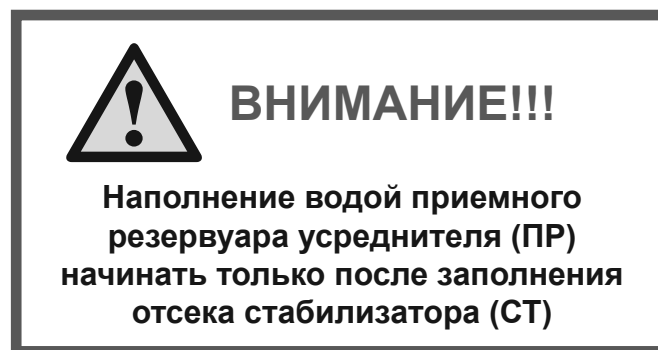 ВНИМАНИЕ!!!
Наполнение водой приемного
резервуара усреднителя (ПР)
начинать только после заполнения
отсека стабилизатора (СТ)